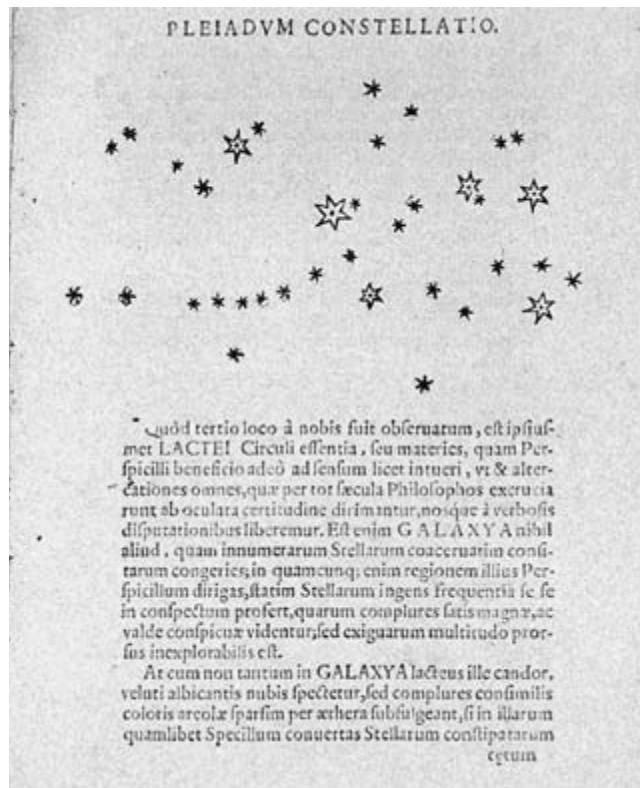 PLEIADVM CONSTELLATIO.
Quòd tertio loco à nobis fuit obſeruatum, eſt ipſiuſ-
met LACTEI Circuli eſſentia, ſeu materies, quam Per-
ſpicilli beneficio adeò ad ſenſum licet intueri, vt & alter-
cationes omnes, quæ per tot ſæcula Philoſophos excrucia
runt ab oculata certitudine dirimantur, nosque à verboſis
diſputationibus liberemur. Eſt enim GALAXYA nihil
aliud, quam innumerarum Stellarum coaceruatim conſi-
tarum congeries; in quamcunq; enim regionem illius Per-
ſpicillum dirigas, ſtatim Stellarum ingens frequentia ſe ſe
in conſpectum profert, quarum complures ſatis magnæ, ac
valde conſpicuæ videntur; ſed exiguarum multitudo pror-
ſus inexplorabilis eſt.
At cum non tantum in GALAXYA lacteus ille candor,
veluti albicantis nubis ſpectetur, ſed complures conſimilis
coloris areolæ ſparſim per æthera ſubfulgeant, ſi in illarum
quamlibet Specillum conuertas Stellarum conſtipatarum
cętum